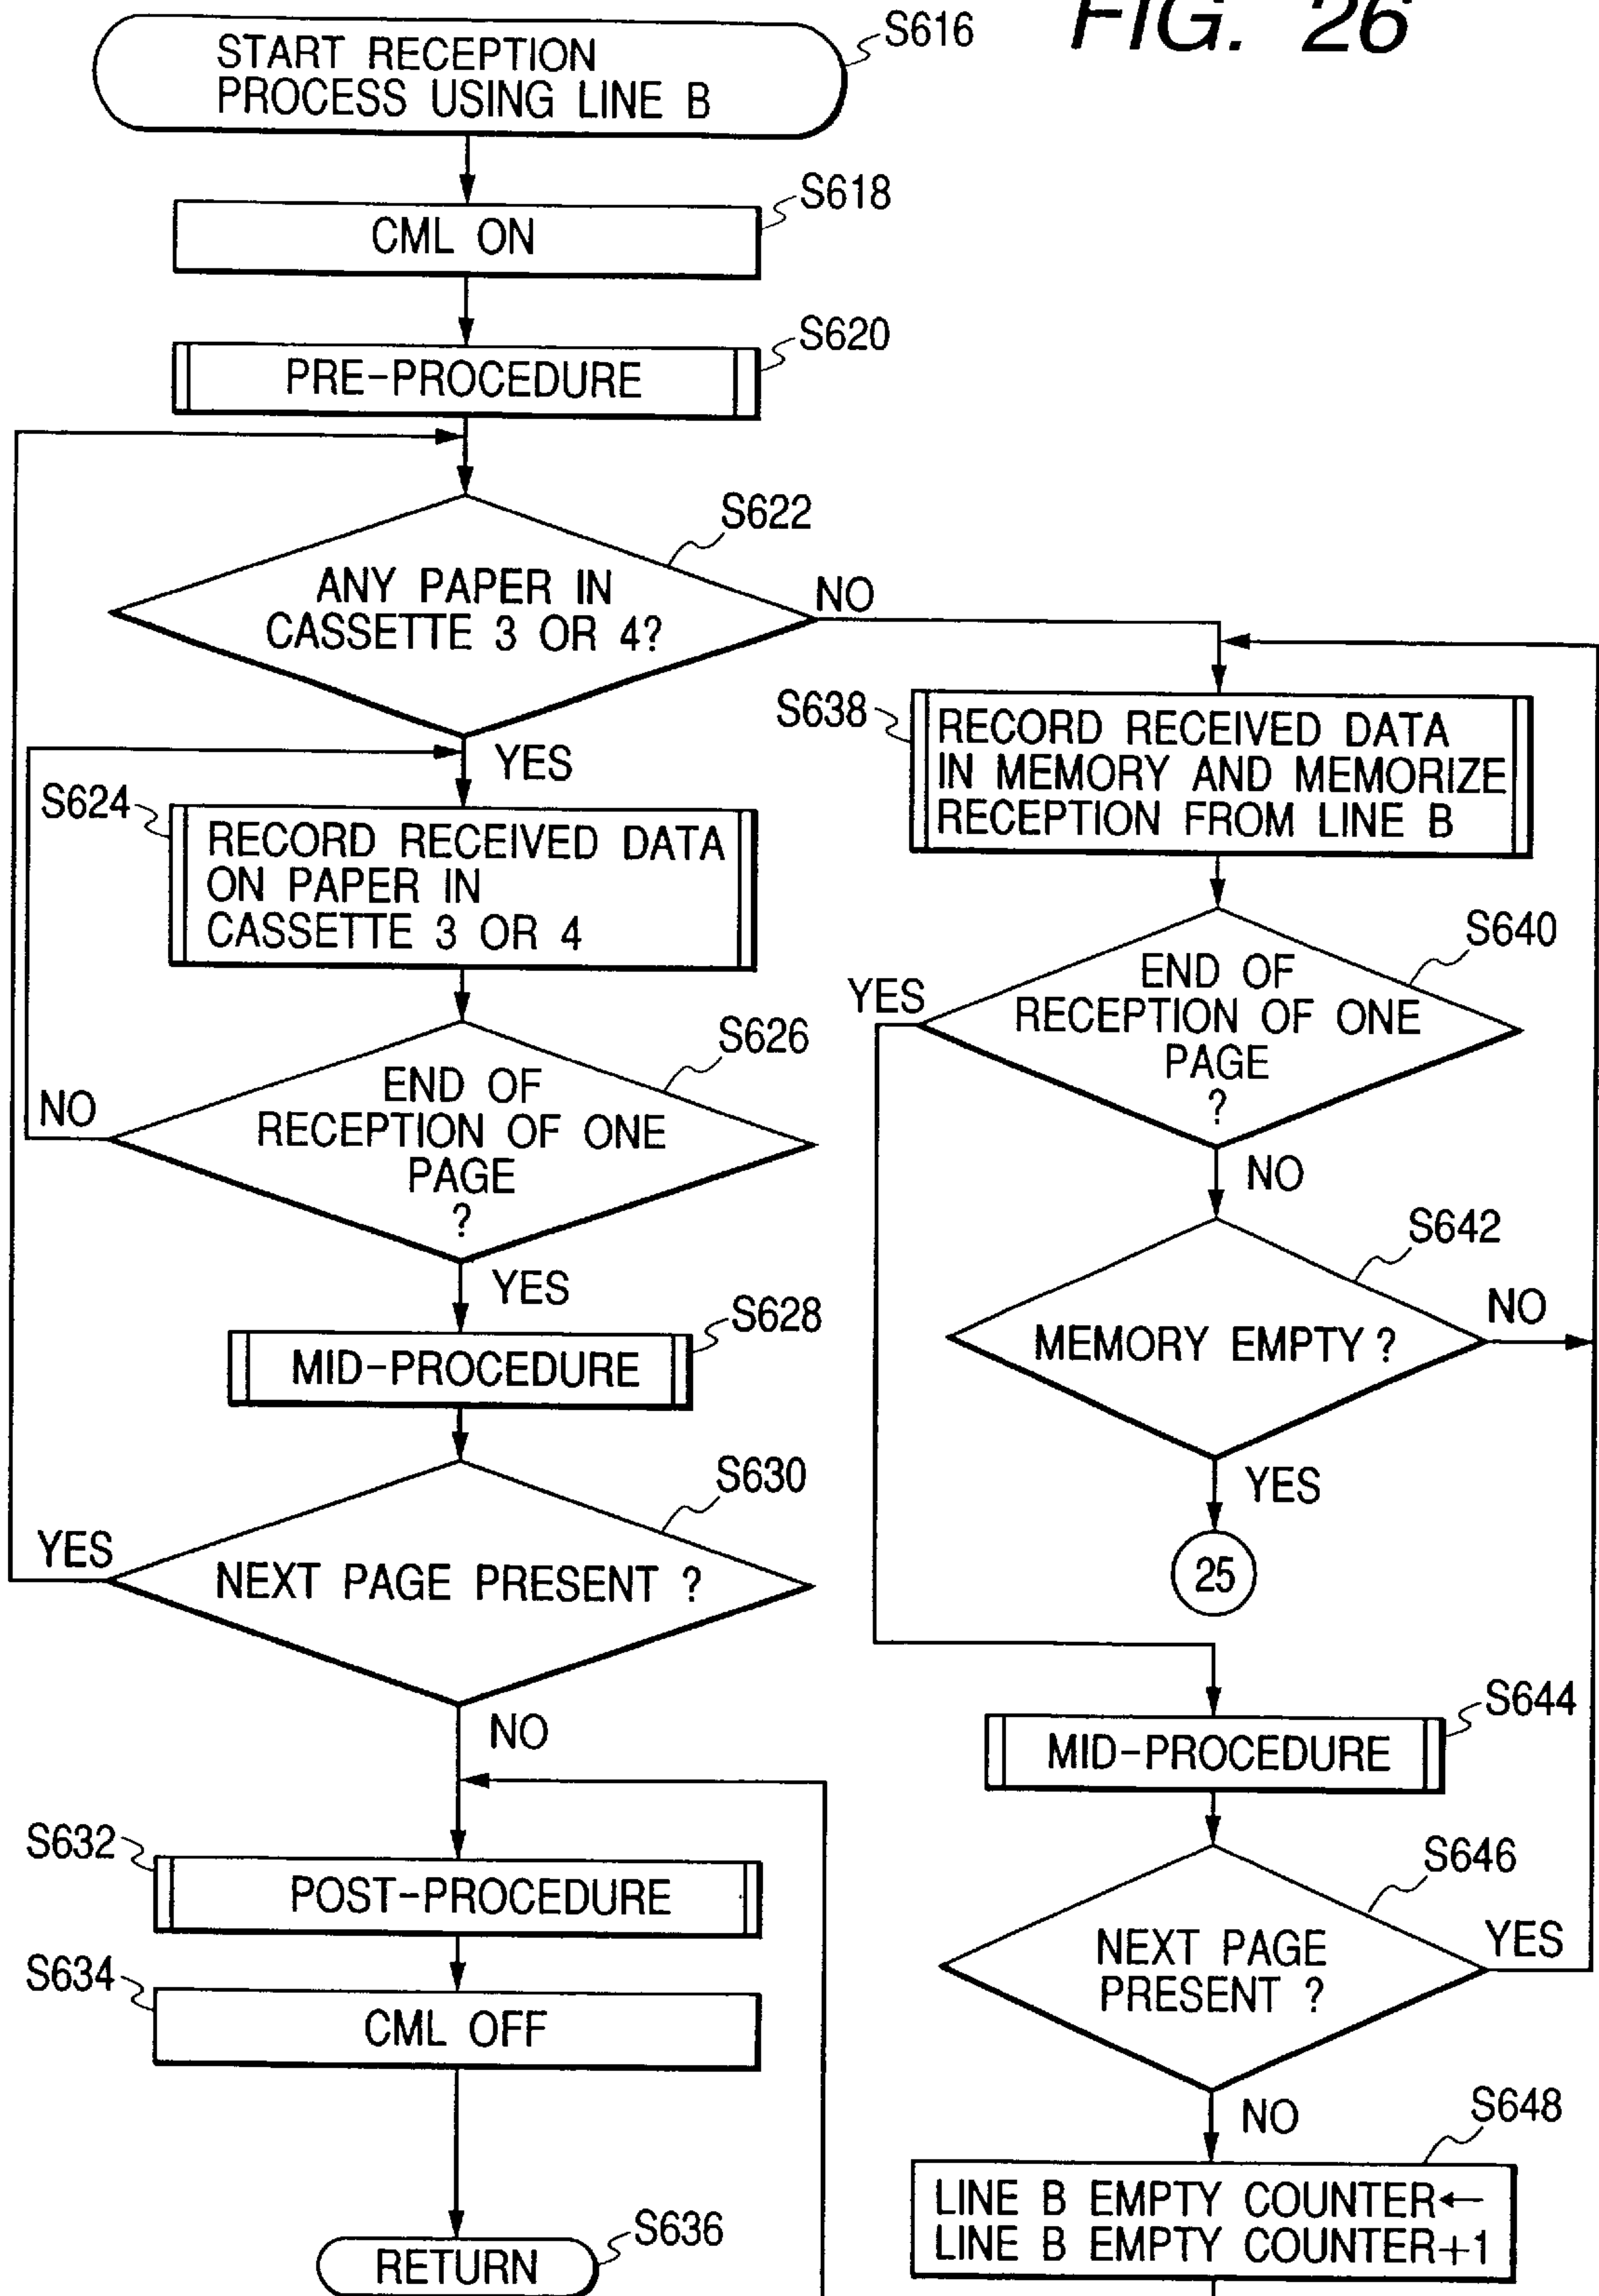 FIG. 26
START RECEPTION
PROCESS USING LINE B
S616
CML ON
S618
PRE-PROCEDURE
S620
ANY PAPER IN
CASSETTE 3 OR 4?
S622
NO
YES
S624
RECORD RECEIVED DATA
ON PAPER IN
CASSETTE 3 OR 4
END OF
RECEPTION OF ONE
PAGE
?
S626
NO
YES
MID-PROCEDURE
S628
NEXT PAGE PRESENT ?
S630
YES
NO
S632
POST-PROCEDURE
S634
CML OFF
RETURN
S636
S638
RECORD RECEIVED DATA
IN MEMORY AND MEMORIZE
RECEPTION FROM LINE B
END OF
RECEPTION OF ONE
PAGE
?
S640
YES
NO
MEMORY EMPTY ?
S642
NO
YES
25
MID-PROCEDURE
S644
NEXT PAGE
PRESENT ?
S646
YES
NO
S648
LINE B EMPTY COUNTER←
LINE B EMPTY COUNTER+1